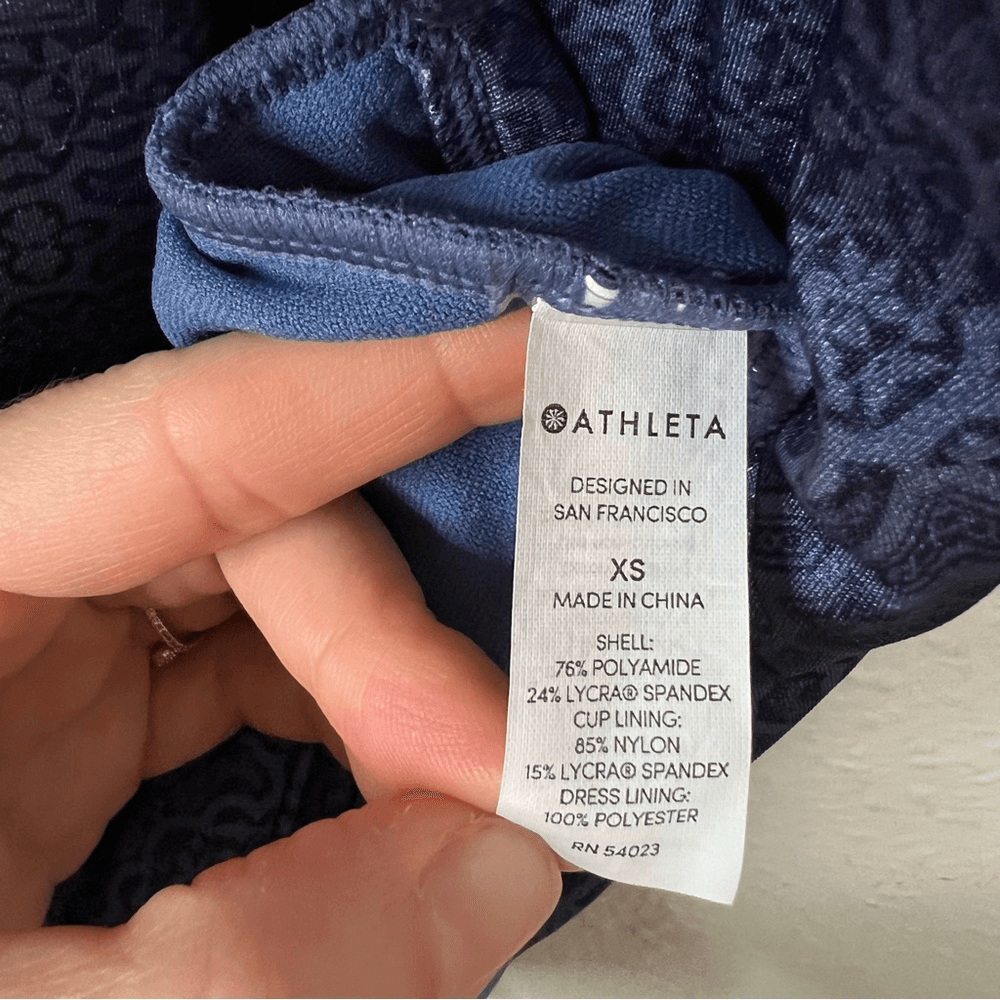 ATHLETA
DESIGNED IN
SAN FRANCISCO
XS
MADE IN CHINA
SHELL:
76% POLYAMIDE
24% LYCRA® SPANDEX
CUP LINING:
85% NYLON
15% LYCRA® SPANDEX
DRESS LINING:
100% POLYESTER
RN 54023